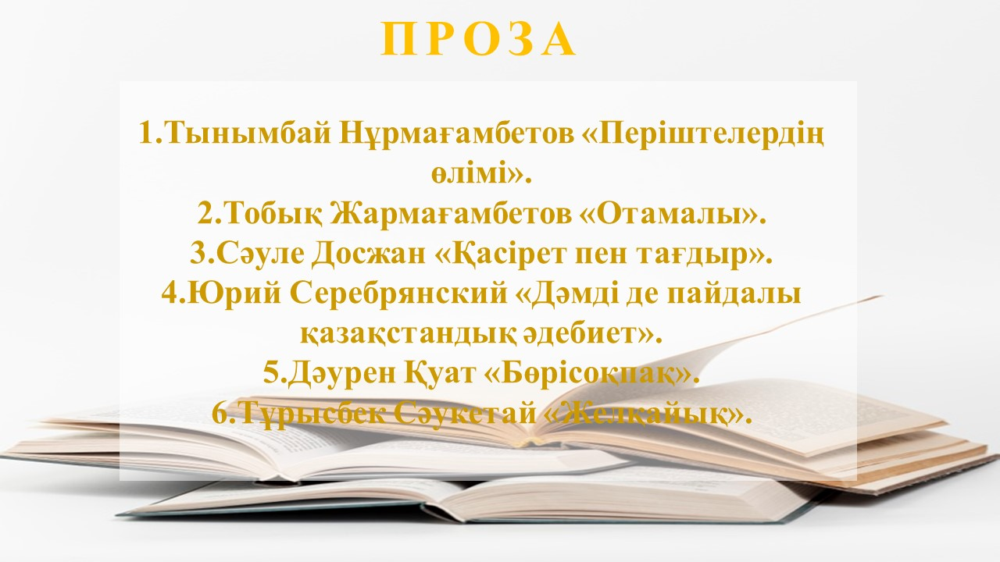 ПРОЗА
1.Тынымбай Нұрмағамбетов «Періштелердің
өлімі».
2.Тобық Жармағамбетов «Отамалы».
3.Сәуле Досжан «Қасірет пен тағдыр».
4.Юрий Серебрянский «Дәмді де пайдалы
қазақстандық әдебиет».
5.Дәурен Қуат «Бөрісоқпақ».
6.Тұрысбек Сәукетай «Желқайық».